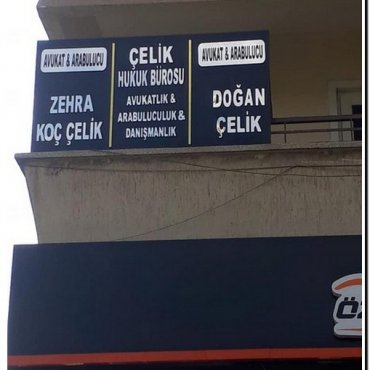 AVUKAT & ARABULUCU
ZEHRA
KOÇ ÇELİK
ÇELİK
HUKUK BÜROSU
AVUKATLIK &
ARABULUCULUK &
DANIŞMANLIK
AVUKAT & ARABULUCU
DOĞAN
ÇELİK